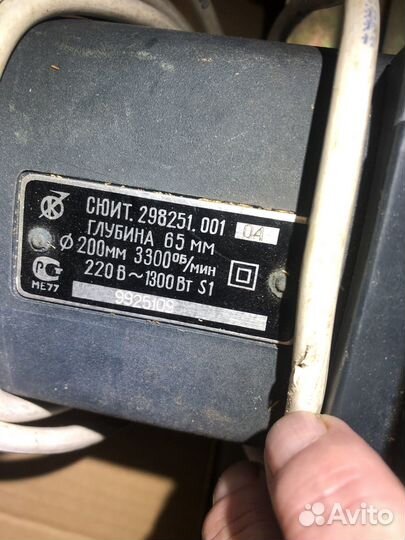 СЮИТ. 298251. 001 04
ГЛУБИНА 65 ММ
Ø 200ММ 3300ОБ/МИН
220 В ~ 1300 Вт S1
МЕ77
9925109
Avito